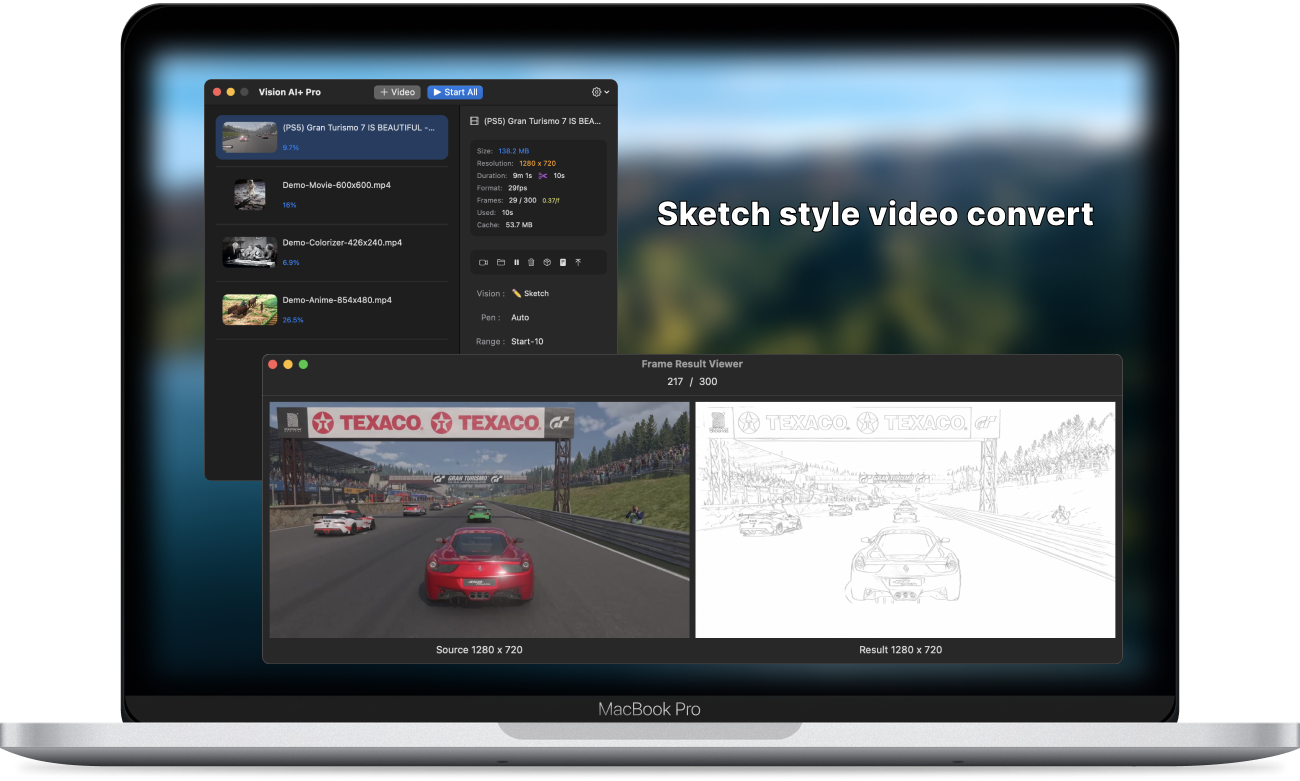 Vision AI+ Pro
+ Video
Start All
(PS5) Gran Turismo 7 IS BEAUTIFUL -...
9.7%
Demo-Movie-600x600.mp4
16%
Demo-Colorizer-426x240.mp4
6.9%
Demo-Anime-854x480.mp4
26.5%
(PS5) Gran Turismo 7 IS BEA...
Size: 138.2 MB
Resolution: 1280 x 720
Duration: 9m 1s 10s
Format: 29fps
Frames: 29 / 300 0.37/f
Used: 10s
Cache: 53.7 MB
Vision : Sketch
Pen : Auto
Range : Start-10
Sketch style video convert
Frame Result Viewer
217 / 300
TEXACO. TEXACO. GT
GRAN TURISMO
TEXACO. TEXACO. GT
GRAN TURISMO
Source 1280 x 720
Result 1280 x 720
MacBook Pro